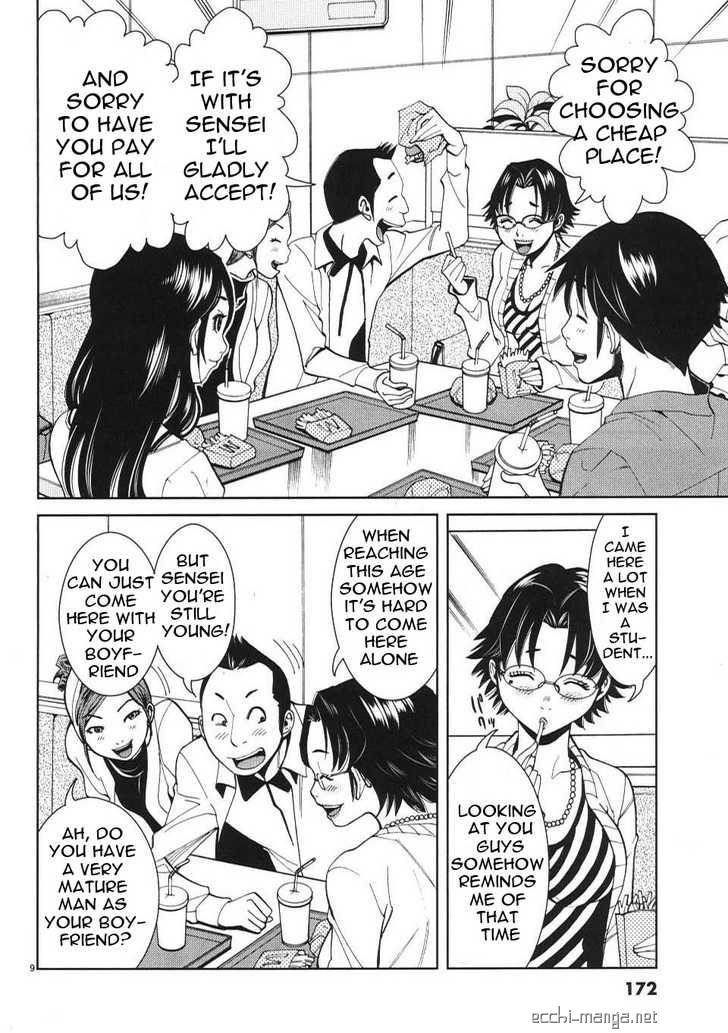 SORRY
FOR
CHOOSING
A CHEAP
PLACE!
IF IT'S
WITH
SENSEI
I'LL
GLADLY
ACCEPT!
AND
SORRY
TO HAVE
YOU PAY
FOR ALL
OF US!
I
CAME
HERE
A LOT
WHEN
I WAS
A STU-
DENT...
LOOKING
AT YOU
GUYS
SOMEHOW
REMINDS
ME OF
THAT
TIME
WHEN
REACHING
THIS AGE
SOMEHOW
IT'S HARD
TO COME
HERE
ALONE
BUT
SENSEI
YOU'RE
STILL
YOUNG!
YOU
CAN JUST
COME
HERE WITH
YOUR
BOYF-
RIEND
AH, DO
YOU HAVE
A VERY
MATURE
MAN AS
YOUR BOY-
FRIEND?
9
172
ecchi-manga.net